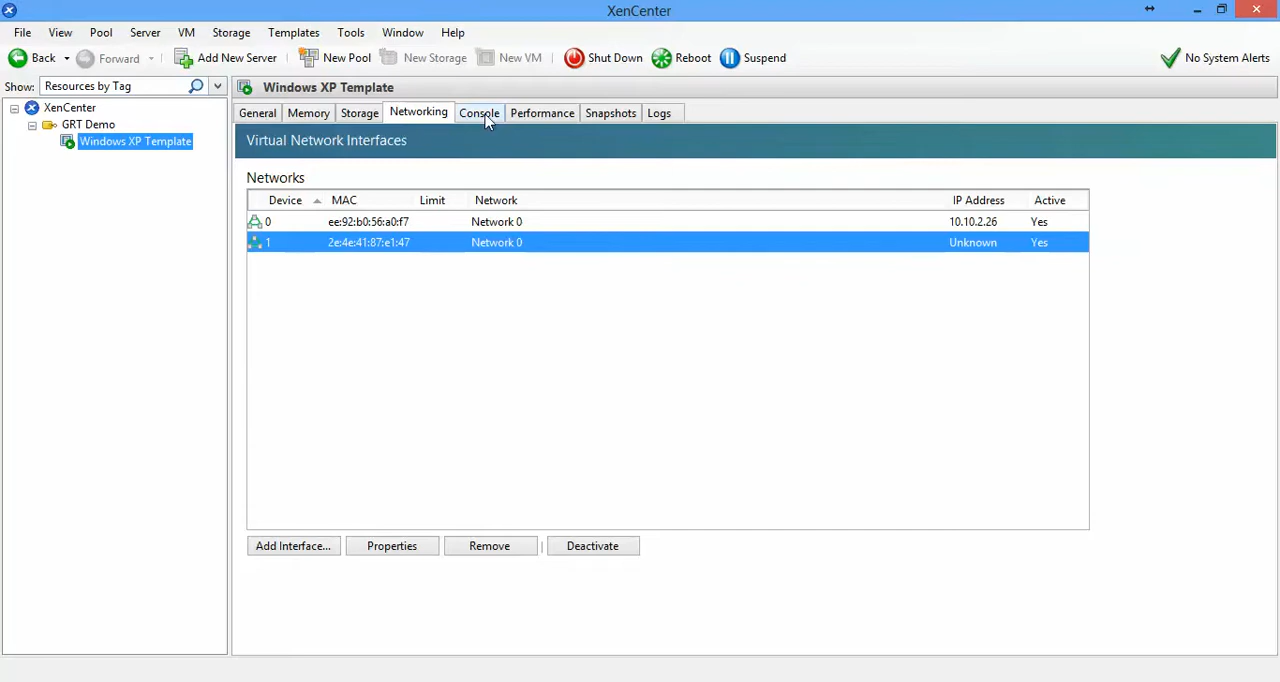 XenCenter
File View Pool Server VM Storage Templates Tools Window Help
Back Forward Add New Server New Pool New Storage New VM Shut Down Reboot Suspend No System Alerts
Show: Resources by Tag
Windows XP Template
XenCenter
GRT Demo
Windows XP Template
General Memory Storage Networking Console Performance Snapshots Logs
Virtual Network Interfaces
Networks
Device MAC Limit Network IP Address Active
0 ee:92:b0:56:a0:f7 Network 0 10.10.2.26 Yes
1 2e:4e:41:87:e1:47 Network 0 Unknown Yes
Add Interface... Properties Remove Deactivate